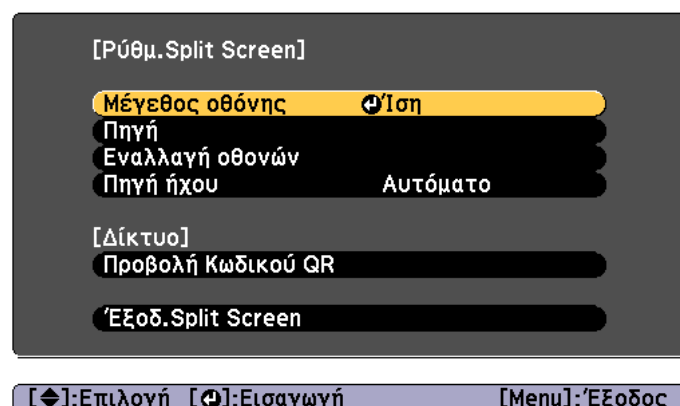 [Ρύθμ.Split Screen]
Μέγεθος οθόνης Ίση
Πηγή
Εναλλαγή οθονών
Πηγή ήχου Αυτόματο
[Δίκτυο]
Προβολή Κωδικού QR
Έξοδ.Split Screen
[]:Επιλογή []:Εισαγωγή [Menu]:Έξοδος